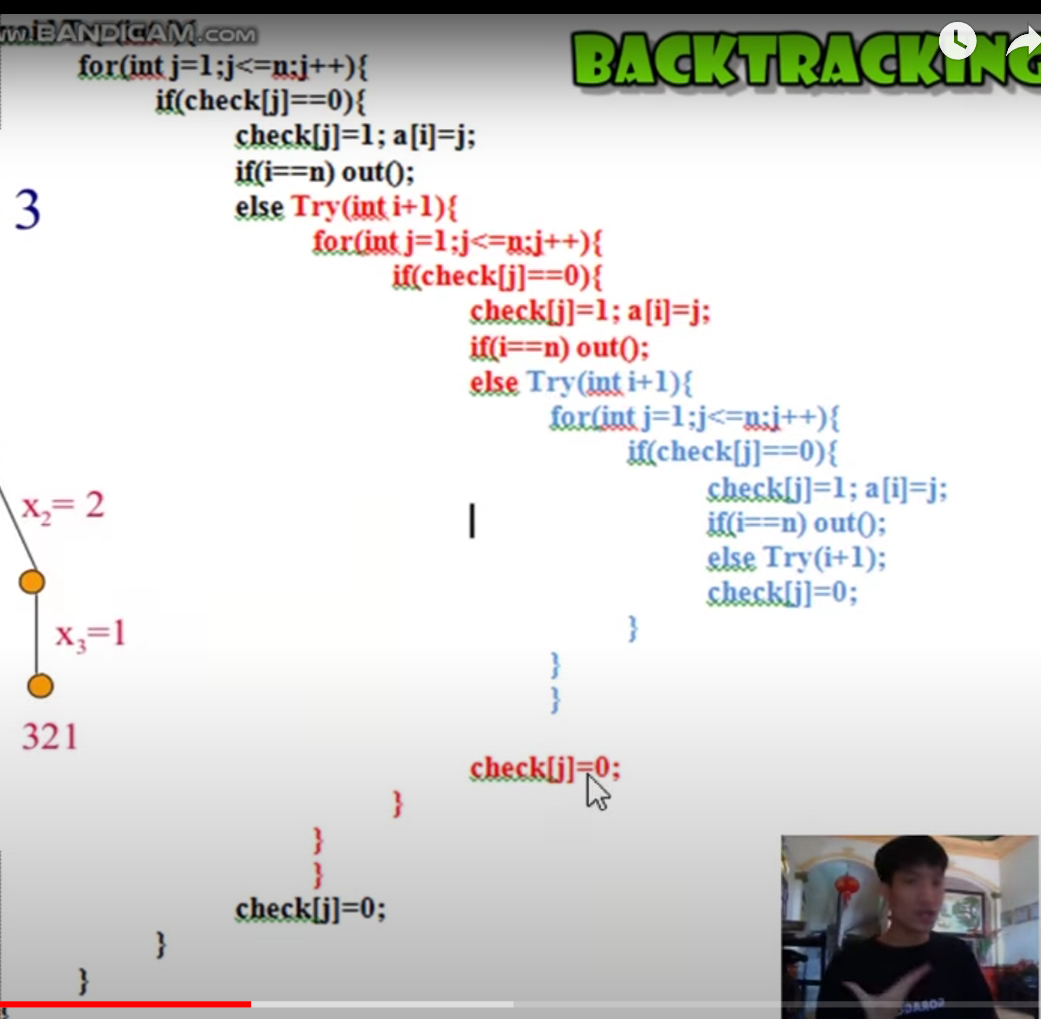 W.BANDICAM.COM
BACKTRACKING
for(int j=1;j<=n;j++){
if(check[j]==0){
check[j]=1; a[i]=j;
if(i==n) out();
3
else Try(int i+1){
for(int j=1;j<=n;j++){
if(check[j]==0){
check[j]=1; a[i]=j;
if(i==n) out();
else Try(int i+1){
for(int j=1;j<=n;j++){
if(check[j]==0){
check[j]=1; a[i]=j;
x₂= 2
if(i==n) out();
else Try(i+1);
check[j]=0;
}
x₃=1
}
}
321
check[j]=0;
}
}
}
check[j]=0;
}
}